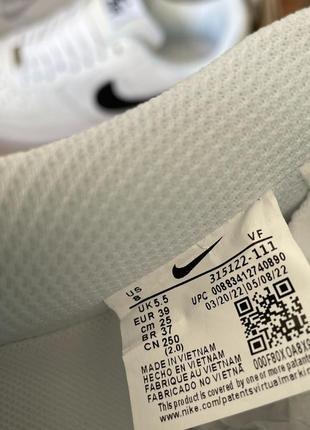 US
8
UK 5.5
EUR 39
cm 25
BR 37
CN 250
(2.0)
VF
315122-111
UPC 00883412740890
03/20/22 05/08/22
MADE IN VIETNAM
HECHO EN VIETNAM
FABRIQUÉ AU VIETNAM
FABRICADO NO VIETNÃ
This product is covered by one or more patents
www.nike.com/patents